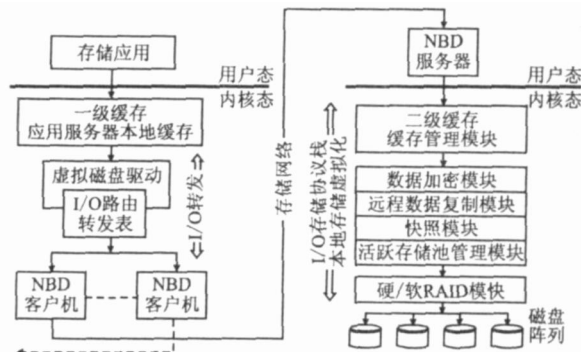 存储应用
用户态
内核态
一级缓存
应用服务器本地缓存
虚拟磁盘驱动
I/O路由
转发表
I/O转发
NBD
客户机
NBD
客户机
存储网络
NBD
服务器
用户态
内核态
I/O存储协议栈
本地存储虚拟化
二级缓存
缓存管理模块
数据加密模块
远程数据复制模块
快照模块
活跃存储池管理模块
硬/软RAID模快
磁盘
阵列